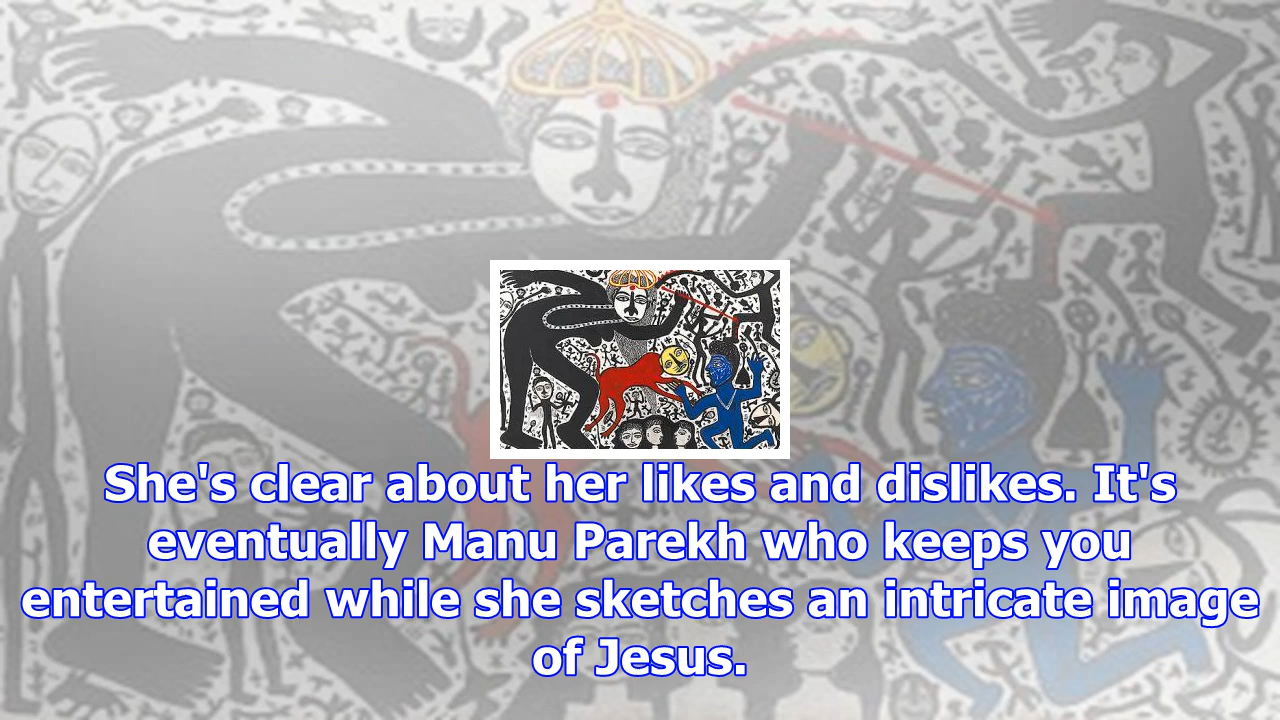 She's clear about her likes and dislikes. It's
eventually Manu Parekh who keeps you
entertained while she sketches an intricate image
of Jesus.